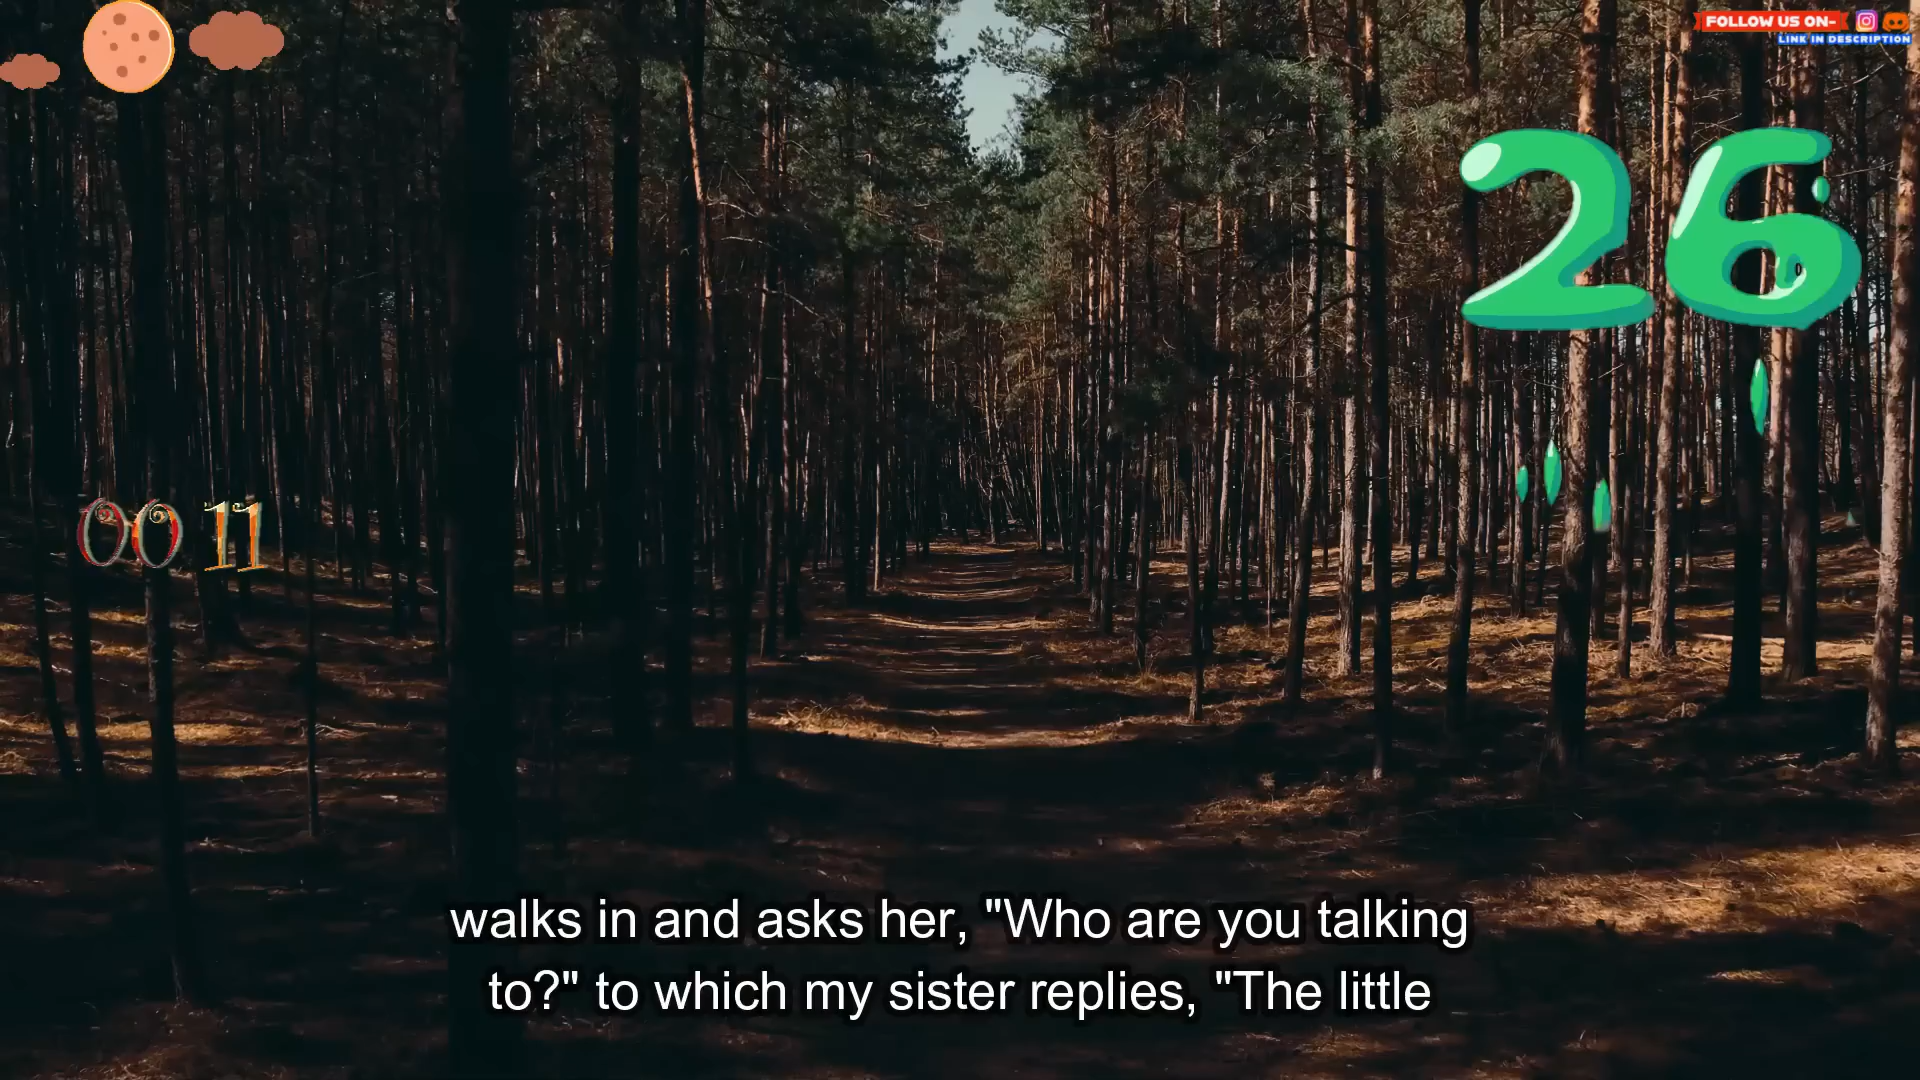 FOLLOW US ON-
LINK IN DESCRIPTION
26
00 11
walks in and asks her, "Who are you talking
to?" to which my sister replies, "The little